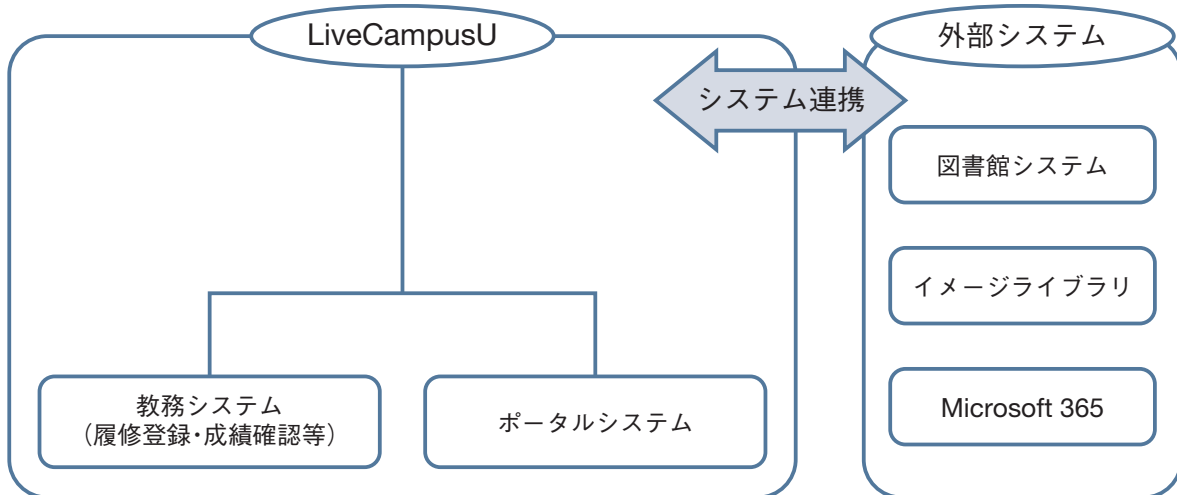 LiveCampusU
外部システム
システム連携
図書館システム
イメージライブラリ
教務システム
（履修登録・成績確認等）
ポータルシステム
Microsoft 365